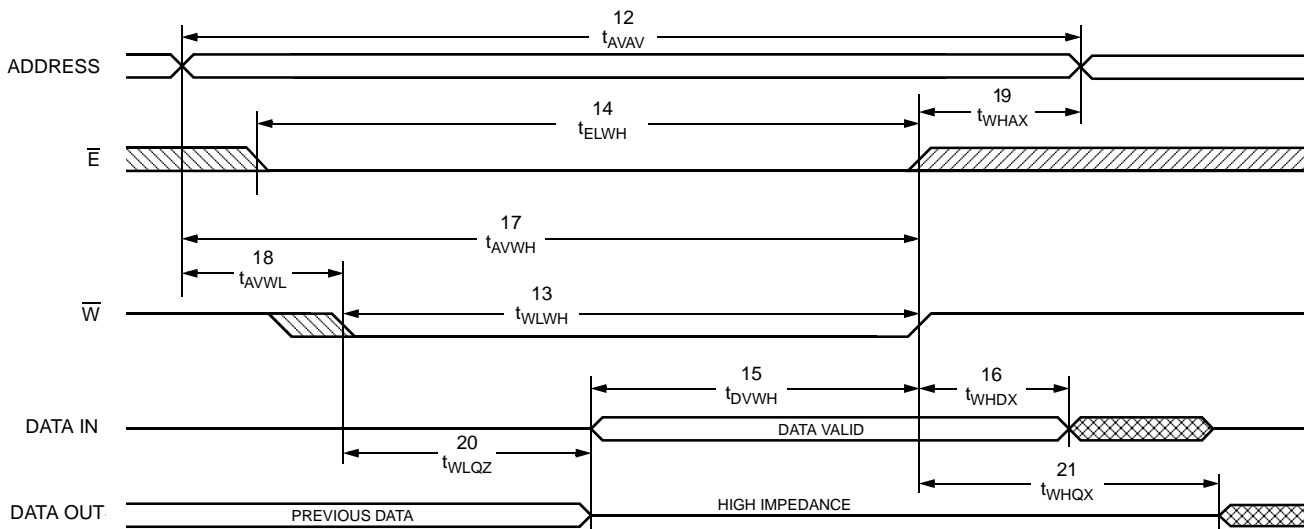 12
tAVAV
ADDRESS
14
tELWH
19
tWHAX
E
17
tAVWH
18
tAVWL
W
13
tWLWH
15
tDVWH
16
tWHDX
DATA IN
DATA VALID
20
tWLQZ
21
tWHQX
DATA OUT
PREVIOUS DATA
HIGH IMPEDANCE